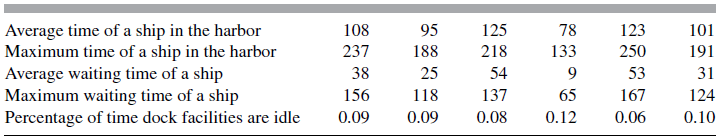 Average time of a ship in the harbor 108 95 125 78 123 101
Maximum time of a ship in the harbor 237 188 218 133 250 191
Average waiting time of a ship 38 25 54 9 53 31
Maximum waiting time of a ship 156 118 137 65 167 124
Percentage of time dock facilities are idle 0.09 0.09 0.08 0.12 0.06 0.10